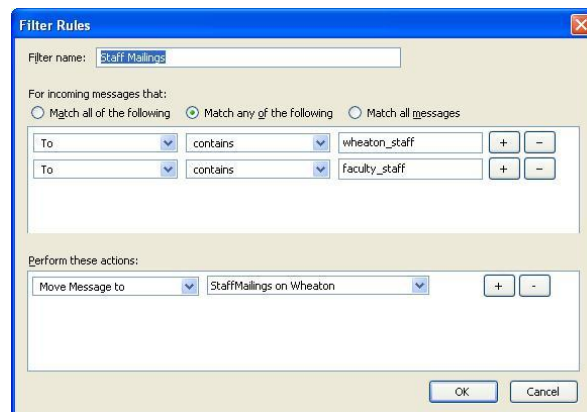 Filter Rules
Filter name: Staff Mailings
For incoming messages that:
Match all of the following Match any of the following Match all messages
To contains wheaton_staff + -
To contains faculty_staff + -
Perform these actions:
Move Message to StaffMailings on Wheaton + -
OK Cancel